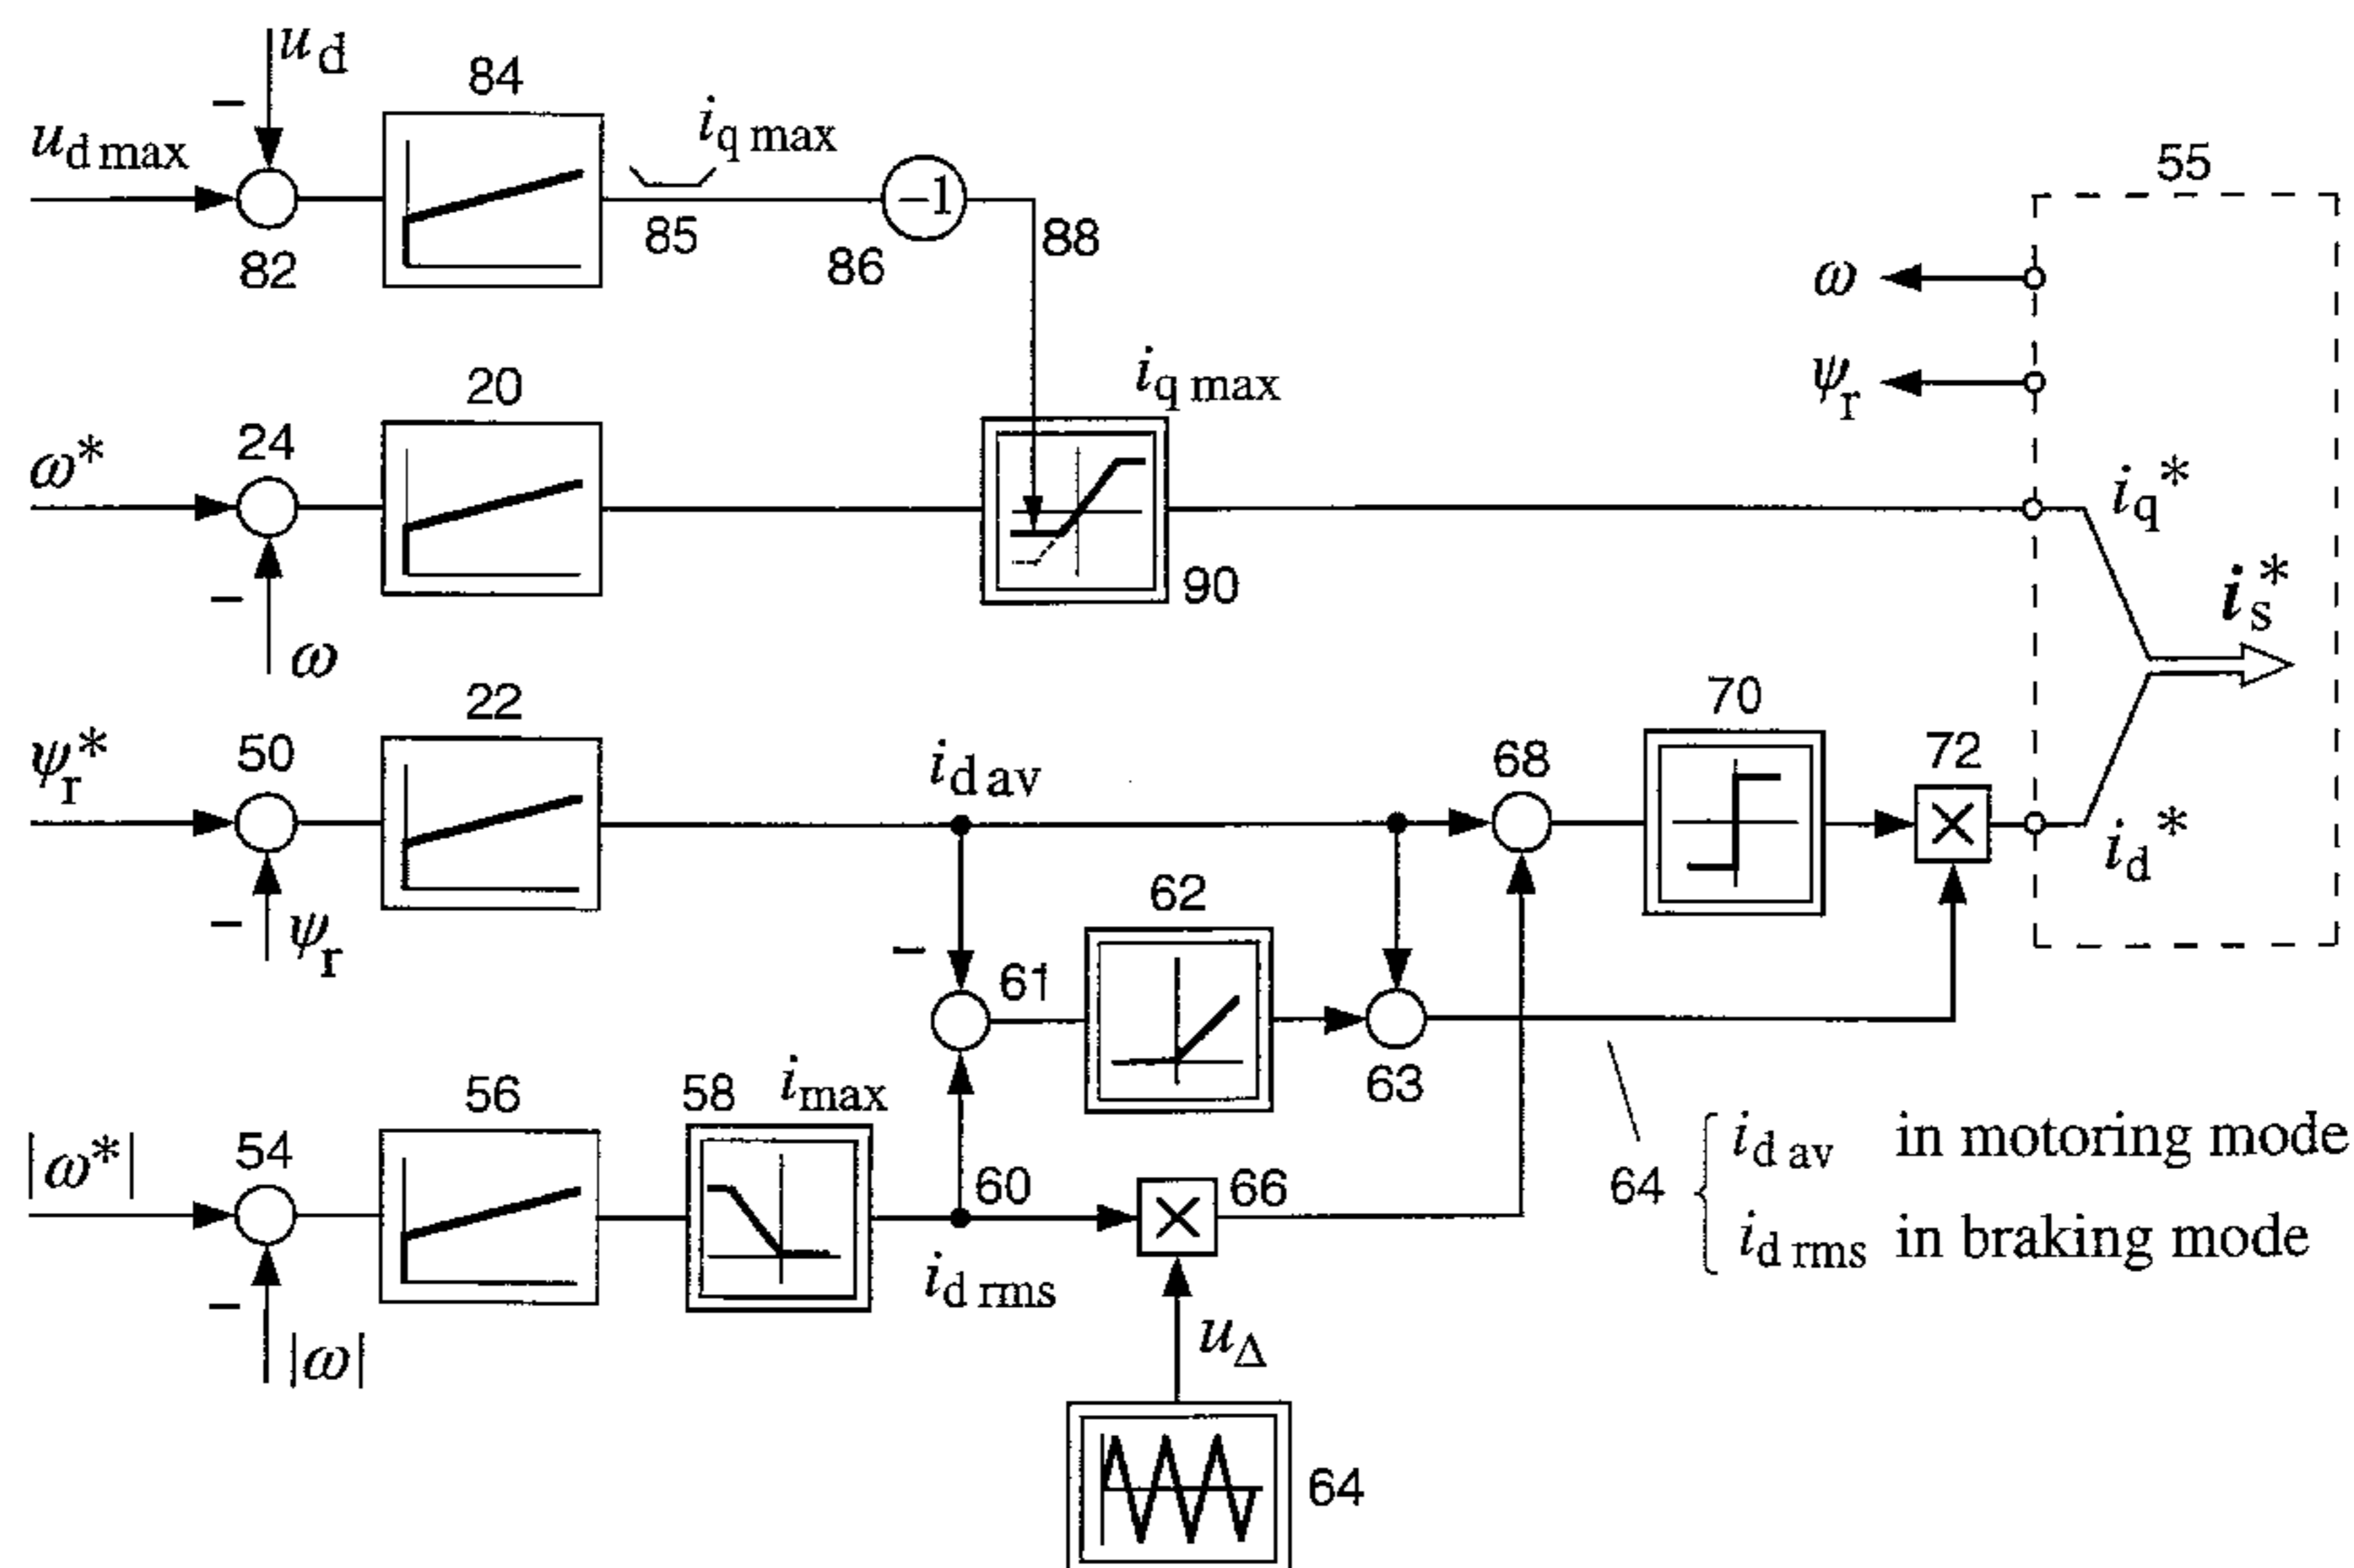 u_d
84
−
i_q max
u_d max
−1
82
85
86
88
55
ω
ψ_r
20
i_q max
24
ω*
i_q*
90
−
ω
i_s*
22
70
50
ψ_r*
i_d av
68
72
i_d*
−
ψ_r
62
−
61
63
56
58
i_max
54
|ω*|
60
66
64
i_d av in motoring mode
i_d rms in braking mode
i_d rms
−
|ω|
u_Δ
64